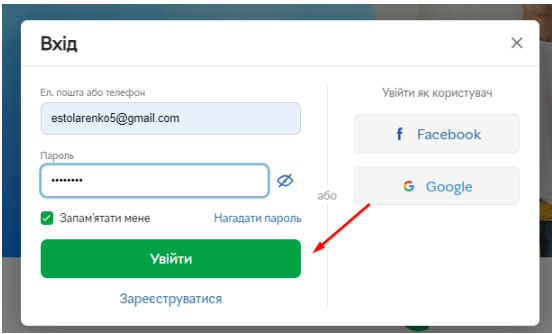 Вхід
Ел. пошта або телефон
estolarenko5@gmail.com
Пароль
••••••••
Запам'ятати мене
Нагадати пароль
Увійти
Зареєструватися
або
Увійти як користувач
Facebook
Google